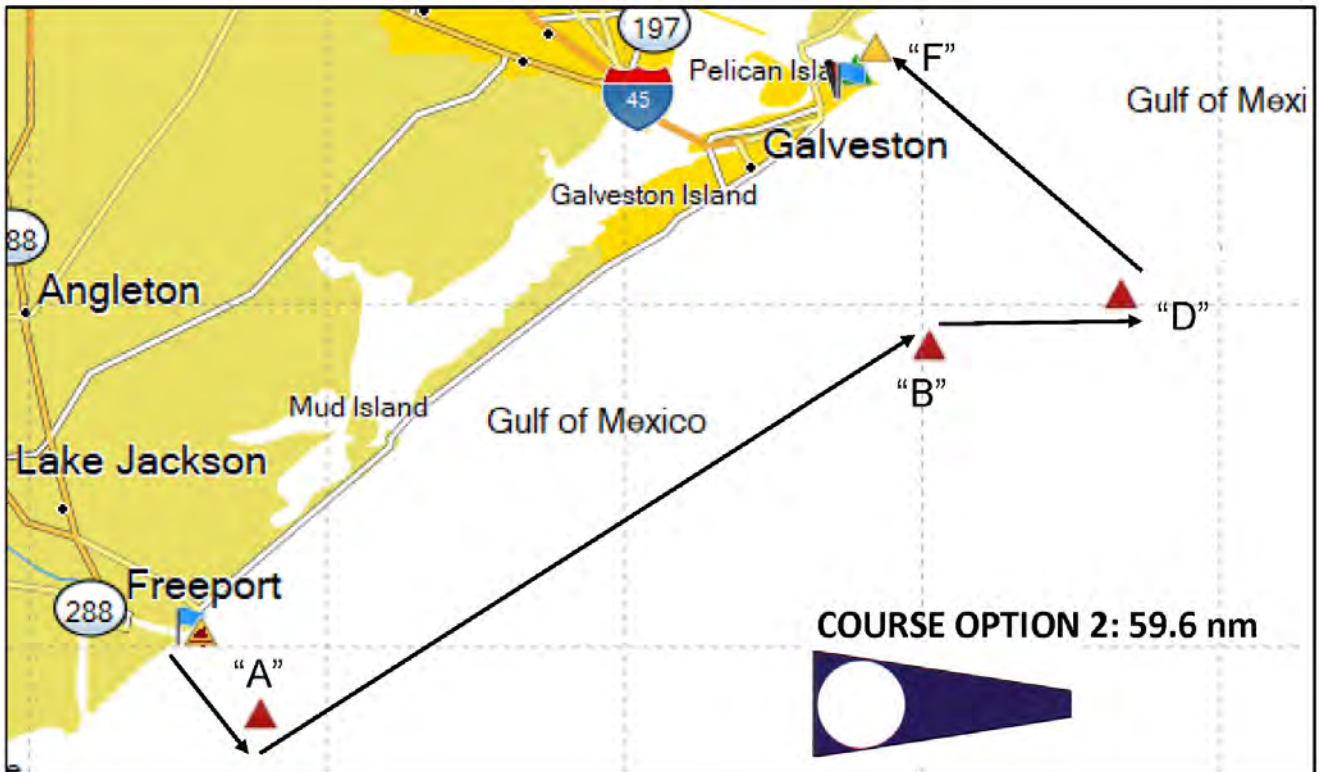 197
"F"
Pelican Isla
45
Gulf of Mexi
Galveston
Galveston Island
88
Angleton
"D"
"B"
Mud Island
Gulf of Mexico
Lake Jackson
Freeport
288
COURSE OPTION 2: 59.6 nm
"A"